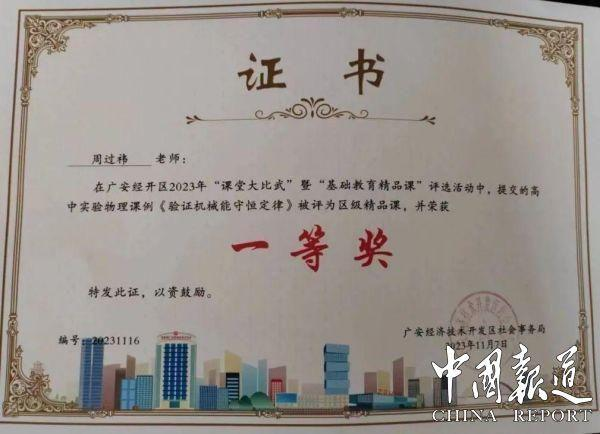 证书
周过祎 老师：
在广安经开区2023年“课堂大比武”暨“基础教育精品课”评选活动中，提交的高
中实验物理课例《验证机械能守恒定律》被评为区级精品课，并荣获
一等奖
特发此证，以资鼓励。
广安经济技术开发区社会事务局
编号：20231116
2023年11月7日
中国報道
CHINA REPORT